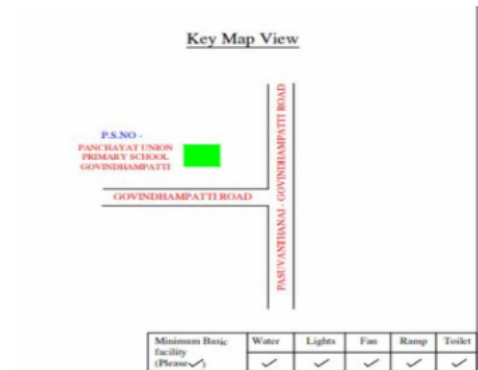 Key Map View
P.S.NO -
PANCHAYAT UNION
PRIMARY SCHOOL
GOVINDHAMPATTI
GOVINDHAMPATTI ROAD
PASUVANTHANAI - GOVINDHAMPATTI ROAD
Minimum Basic facility (Please✓) Water Lights Fan Ramp Toilet
✓ ✓ ✓ ✓ ✓